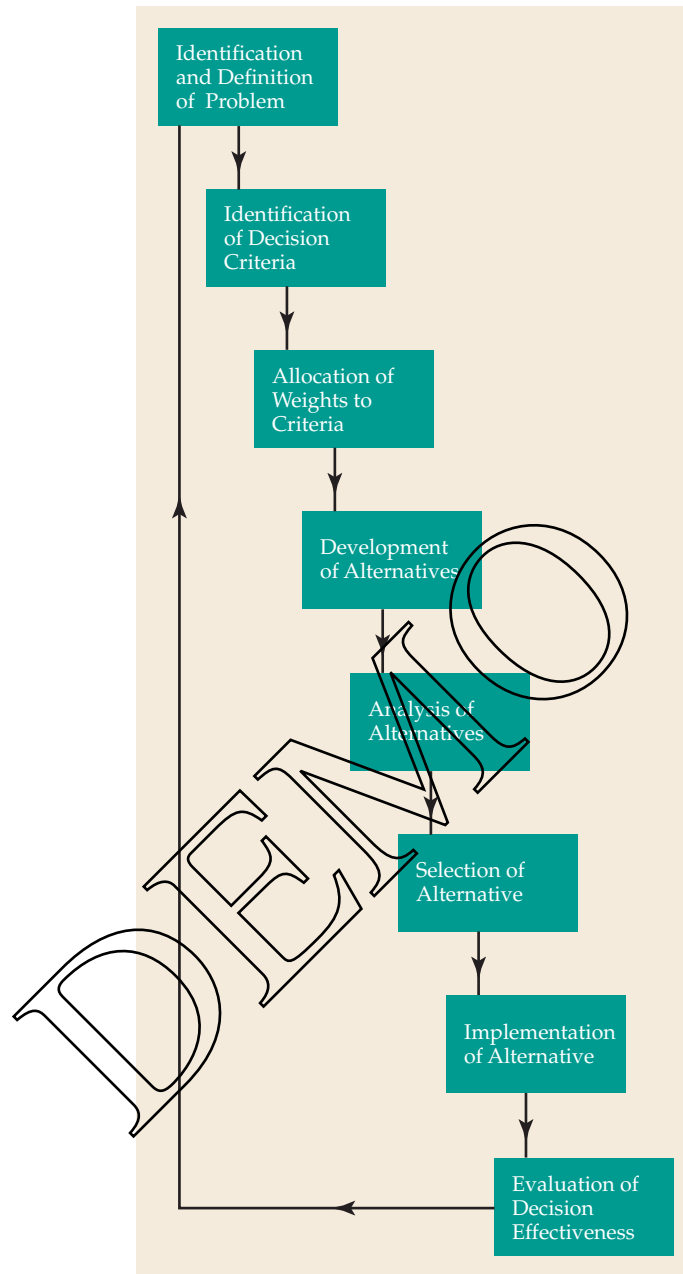 Identification
and Definition
of Problem
Identification
of Decision
Criteria
Allocation of
Weights to
Criteria
Development
of Alternatives
Analysis of
Alternatives
Selection of
Alternative
Implementation
of Alternative
Evaluation of
Decision
Effectiveness
DEMO